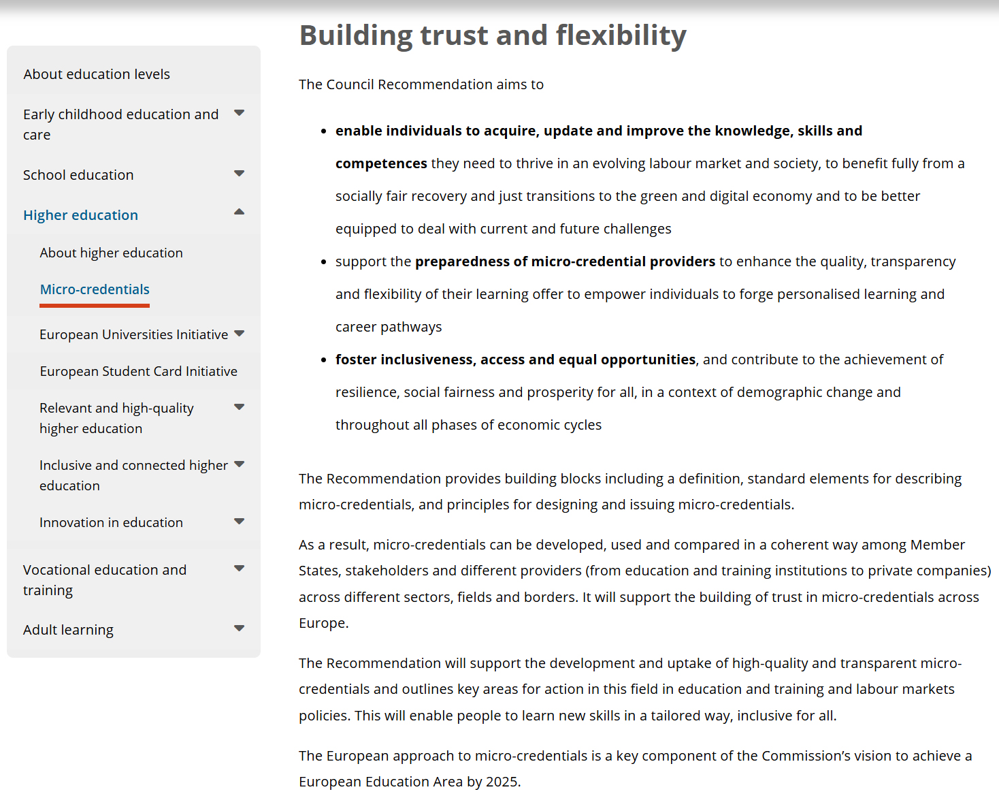 Building trust and flexibility
About education levels
Early childhood education and
care
School education
Higher education
About higher education
Micro-credentials
European Universities Initiative
European Student Card Initiative
Relevant and high-quality
higher education
Inclusive and connected higher
education
Innovation in education
Vocational education and
training
Adult learning
The Council Recommendation aims to
• enable individuals to acquire, update and improve the knowledge, skills and
competences they need to thrive in an evolving labour market and society, to benefit fully from a
socially fair recovery and just transitions to the green and digital economy and to be better
equipped to deal with current and future challenges
• support the preparedness of micro-credential providers to enhance the quality, transparency
and flexibility of their learning offer to empower individuals to forge personalised learning and
career pathways
• foster inclusiveness, access and equal opportunities, and contribute to the achievement of
resilience, social fairness and prosperity for all, in a context of demographic change and
throughout all phases of economic cycles
The Recommendation provides building blocks including a definition, standard elements for describing
micro-credentials, and principles for designing and issuing micro-credentials.
As a result, micro-credentials can be developed, used and compared in a coherent way among Member
States, stakeholders and different providers (from education and training institutions to private companies)
across different sectors, fields and borders. It will support the building of trust in micro-credentials across
Europe.
The Recommendation will support the development and uptake of high-quality and transparent micro-
credentials and outlines key areas for action in this field in education and training and labour markets
policies. This will enable people to learn new skills in a tailored way, inclusive for all.
The European approach to micro-credentials is a key component of the Commission’s vision to achieve a
European Education Area by 2025.